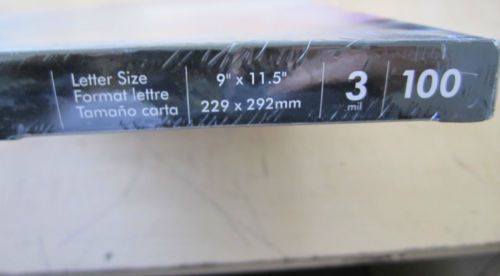 Letter Size
Format lettre
Tamaño carta
9" x 11.5"
229 x 292mm
3
mil
100